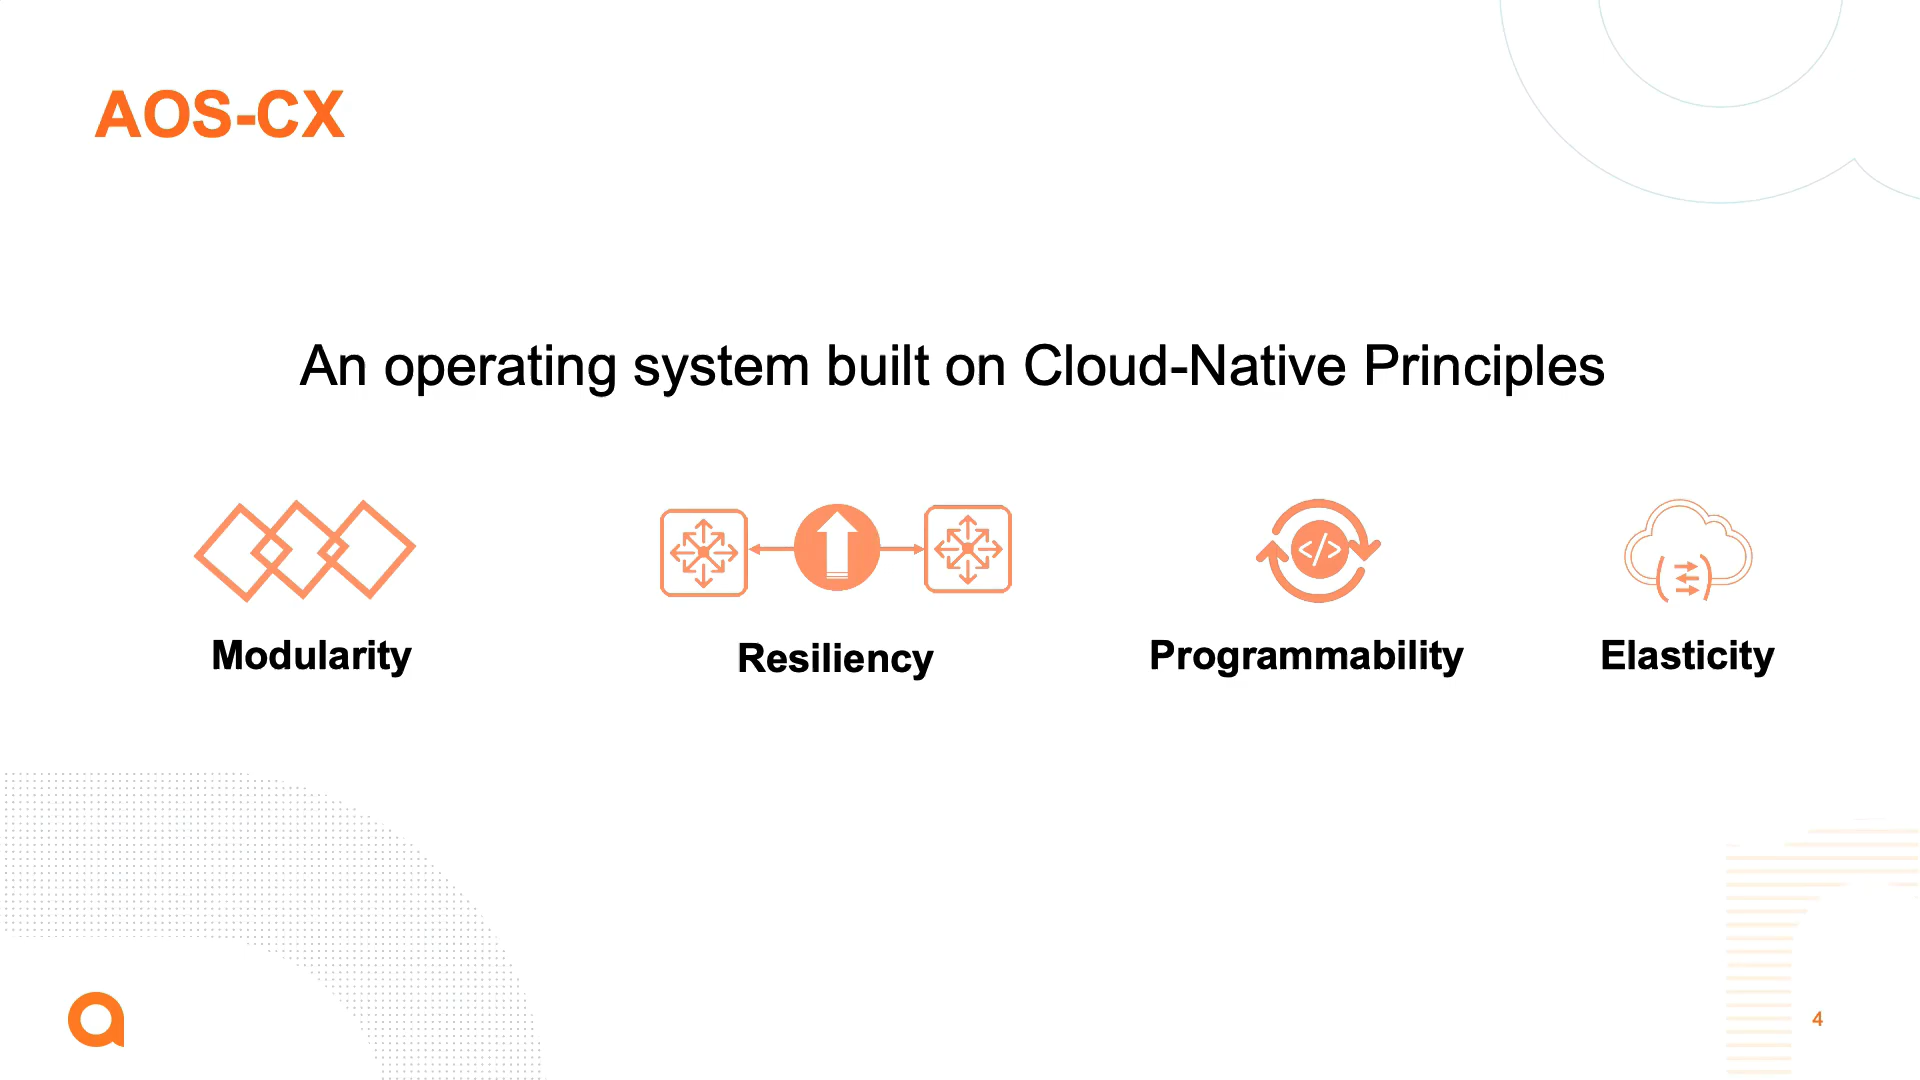 AOS-CX
An operating system built on Cloud-Native Principles
</>
Modularity
Resiliency
Programmability
Elasticity
4